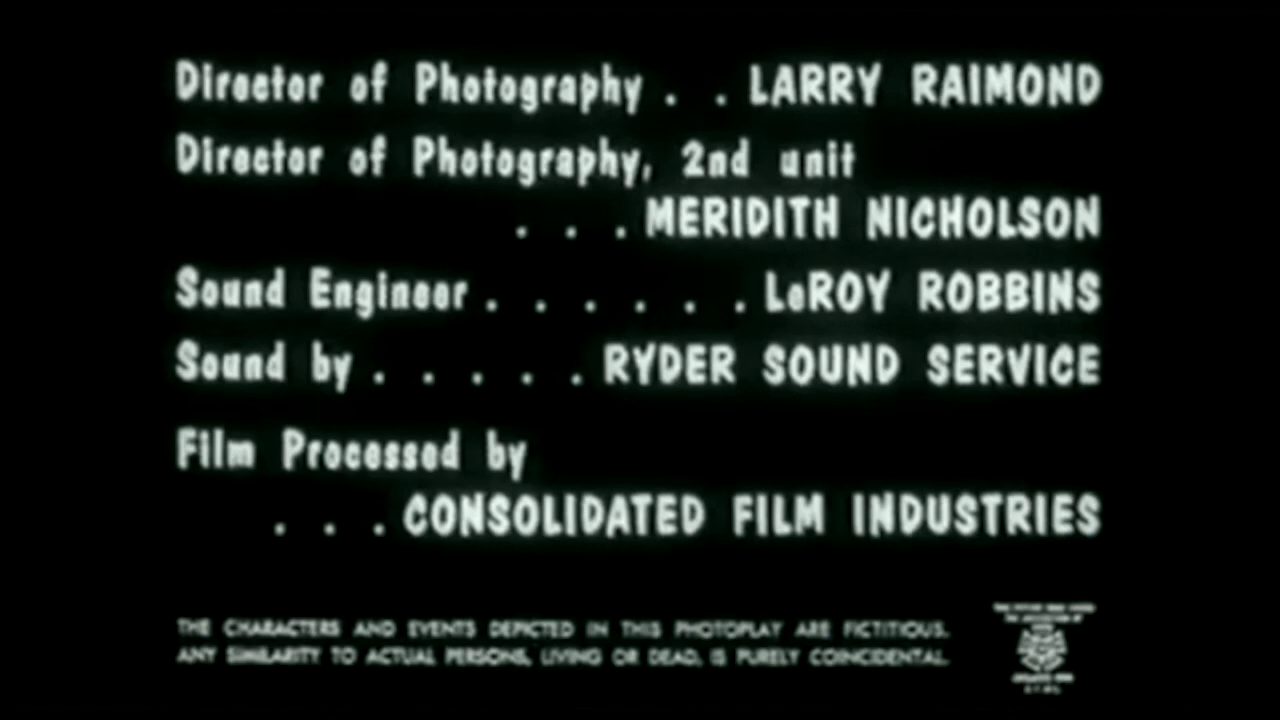 Director of Photography . . LARRY RAIMOND
Director of Photography, 2nd unit
. . . MERIDITH NICHOLSON
Sound Engineer . . . . . . LeROY ROBBINS
Sound by . . . . . RYDER SOUND SERVICE
Film Processed by
. . . CONSOLIDATED FILM INDUSTRIES
THE CHARACTERS AND EVENTS DEPICTED IN THIS PHOTOPLAY ARE FICTITIOUS.
ANY SIMILARITY TO ACTUAL PERSONS, LIVING OR DEAD, IS PURELY COINCIDENTAL.